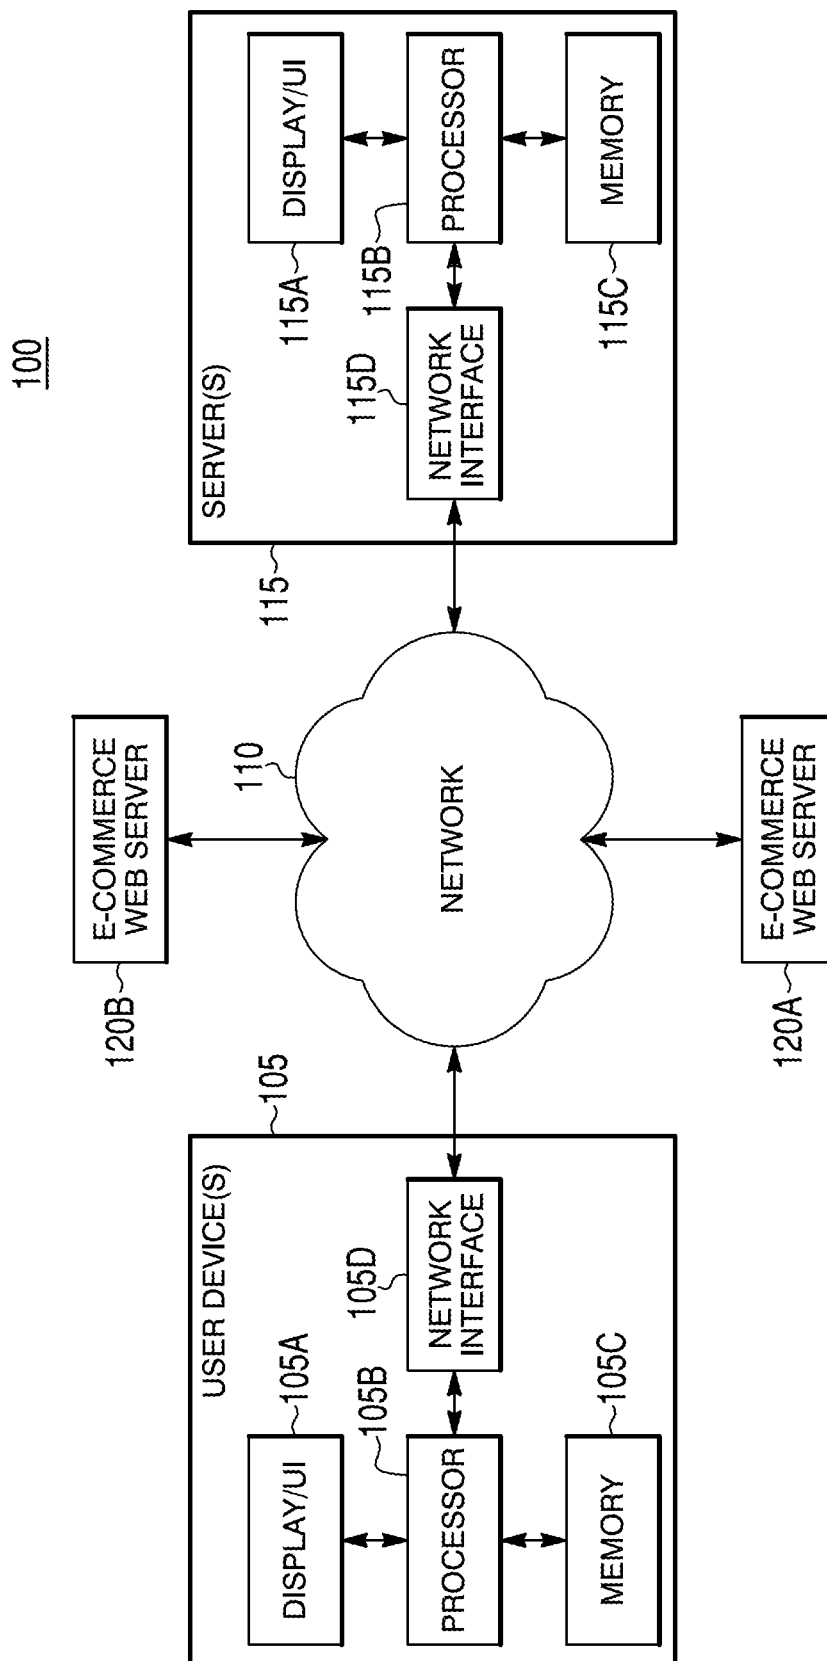 100
USER DEVICE(S)
105
DISPLAY/UI
105A
PROCESSOR
105B
MEMORY
105C
NETWORK
INTERFACE
105D
E-COMMERCE
WEB SERVER
120B
110
NETWORK
E-COMMERCE
WEB SERVER
120A
SERVER(S)
115
DISPLAY/UI
115A
PROCESSOR
115B
MEMORY
115C
NETWORK
INTERFACE
115D